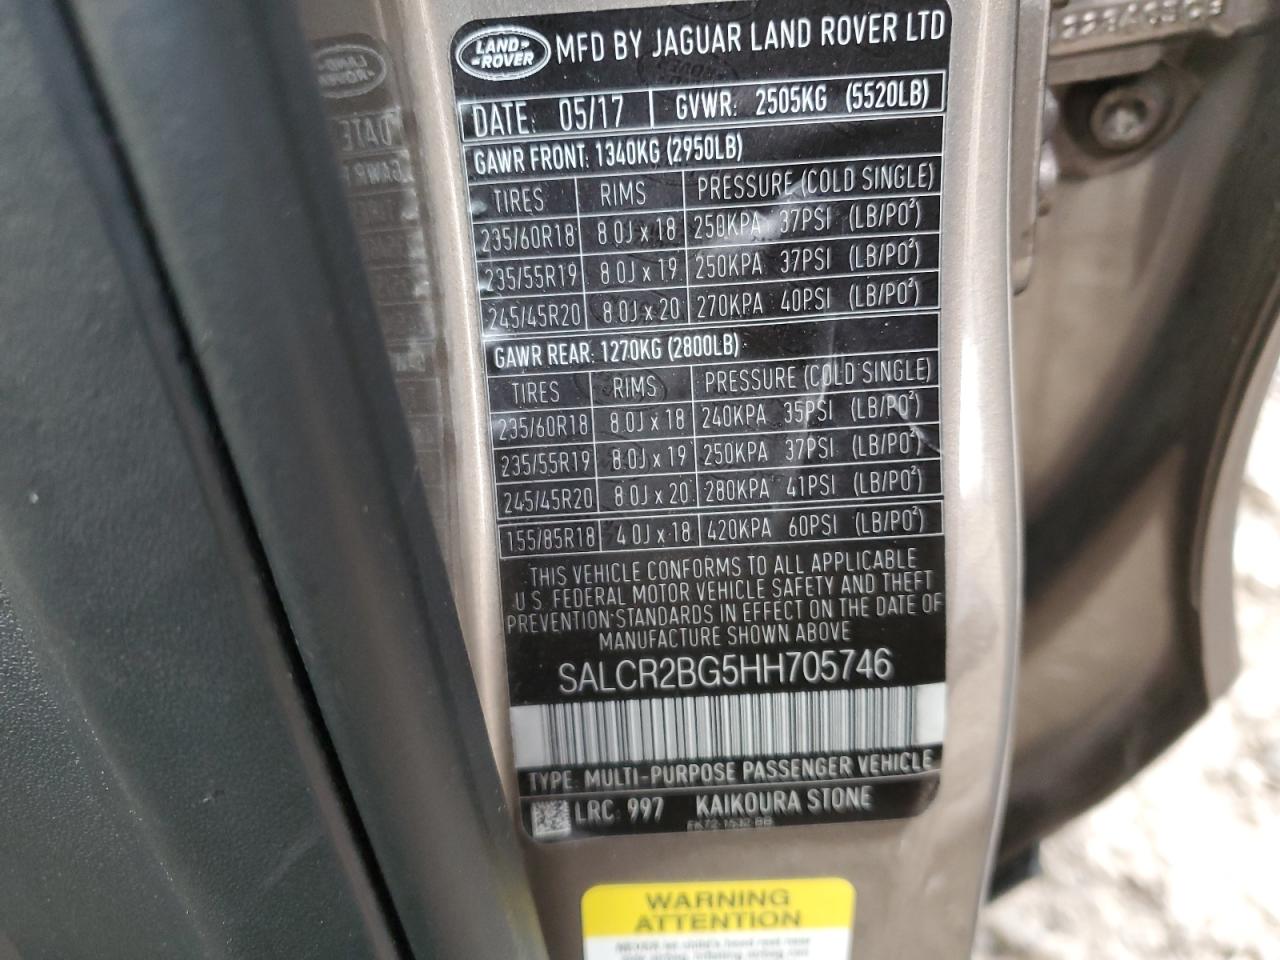 LAND-
-ROVER
MFD BY JAGUAR LAND ROVER LTD
DATE: 05/17 GVWR: 2505KG (5520LB)
GAWR FRONT: 1340KG (2950LB)
TIRES RIMS PRESSURE (COLD SINGLE)
235/60R18 8.0J x 18 250KPA 37PSI (LB/PO²)
235/55R19 8.0J x 19 250KPA 37PSI (LB/PO²)
245/45R20 8.0J x 20 270KPA 40PSI (LB/PO²)
GAWR REAR: 1270KG (2800LB)
TIRES RIMS PRESSURE (COLD SINGLE)
235/60R18 8.0J x 18 240KPA 35PSI (LB/PO²)
235/55R19 8.0J x 19 250KPA 37PSI (LB/PO²)
245/45R20 8.0J x 20 280KPA 41PSI (LB/PO²)
155/85R18 4.0J x 18 420KPA 60PSI (LB/PO²)
THIS VEHICLE CONFORMS TO ALL APPLICABLE
U.S. FEDERAL MOTOR VEHICLE SAFETY AND THEFT
PREVENTION STANDARDS IN EFFECT ON THE DATE OF
MANUFACTURE SHOWN ABOVE
SALCR2BG5HH705746
TYPE: MULTI-PURPOSE PASSENGER VEHICLE
LRC: 997 KAIKOURA STONE
FK72-1532-BB
WARNING
ATTENTION